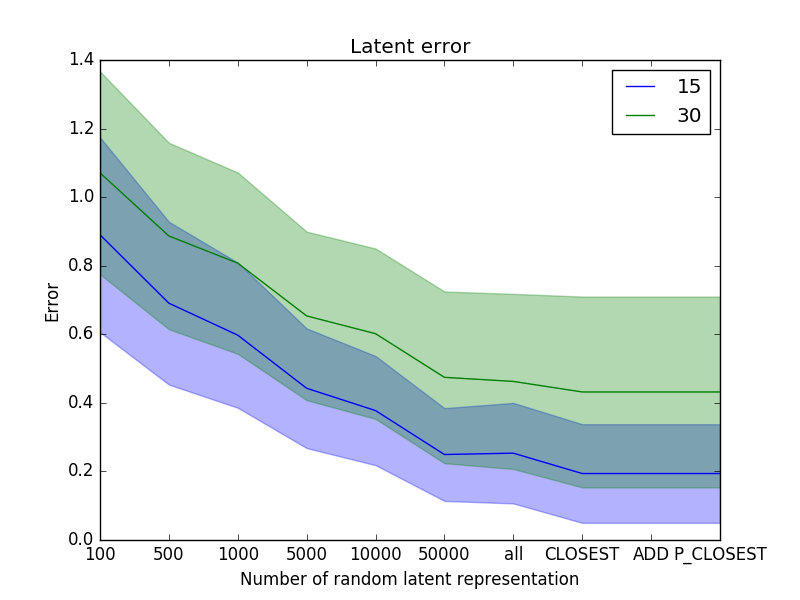 Latent error
1.4
1.2
1.0
0.8
0.6
0.4
0.2
0.0
Error
15
30
100 500 1000 5000 10000 50000 all CLOSEST ADD P_CLOSEST
Number of random latent representation